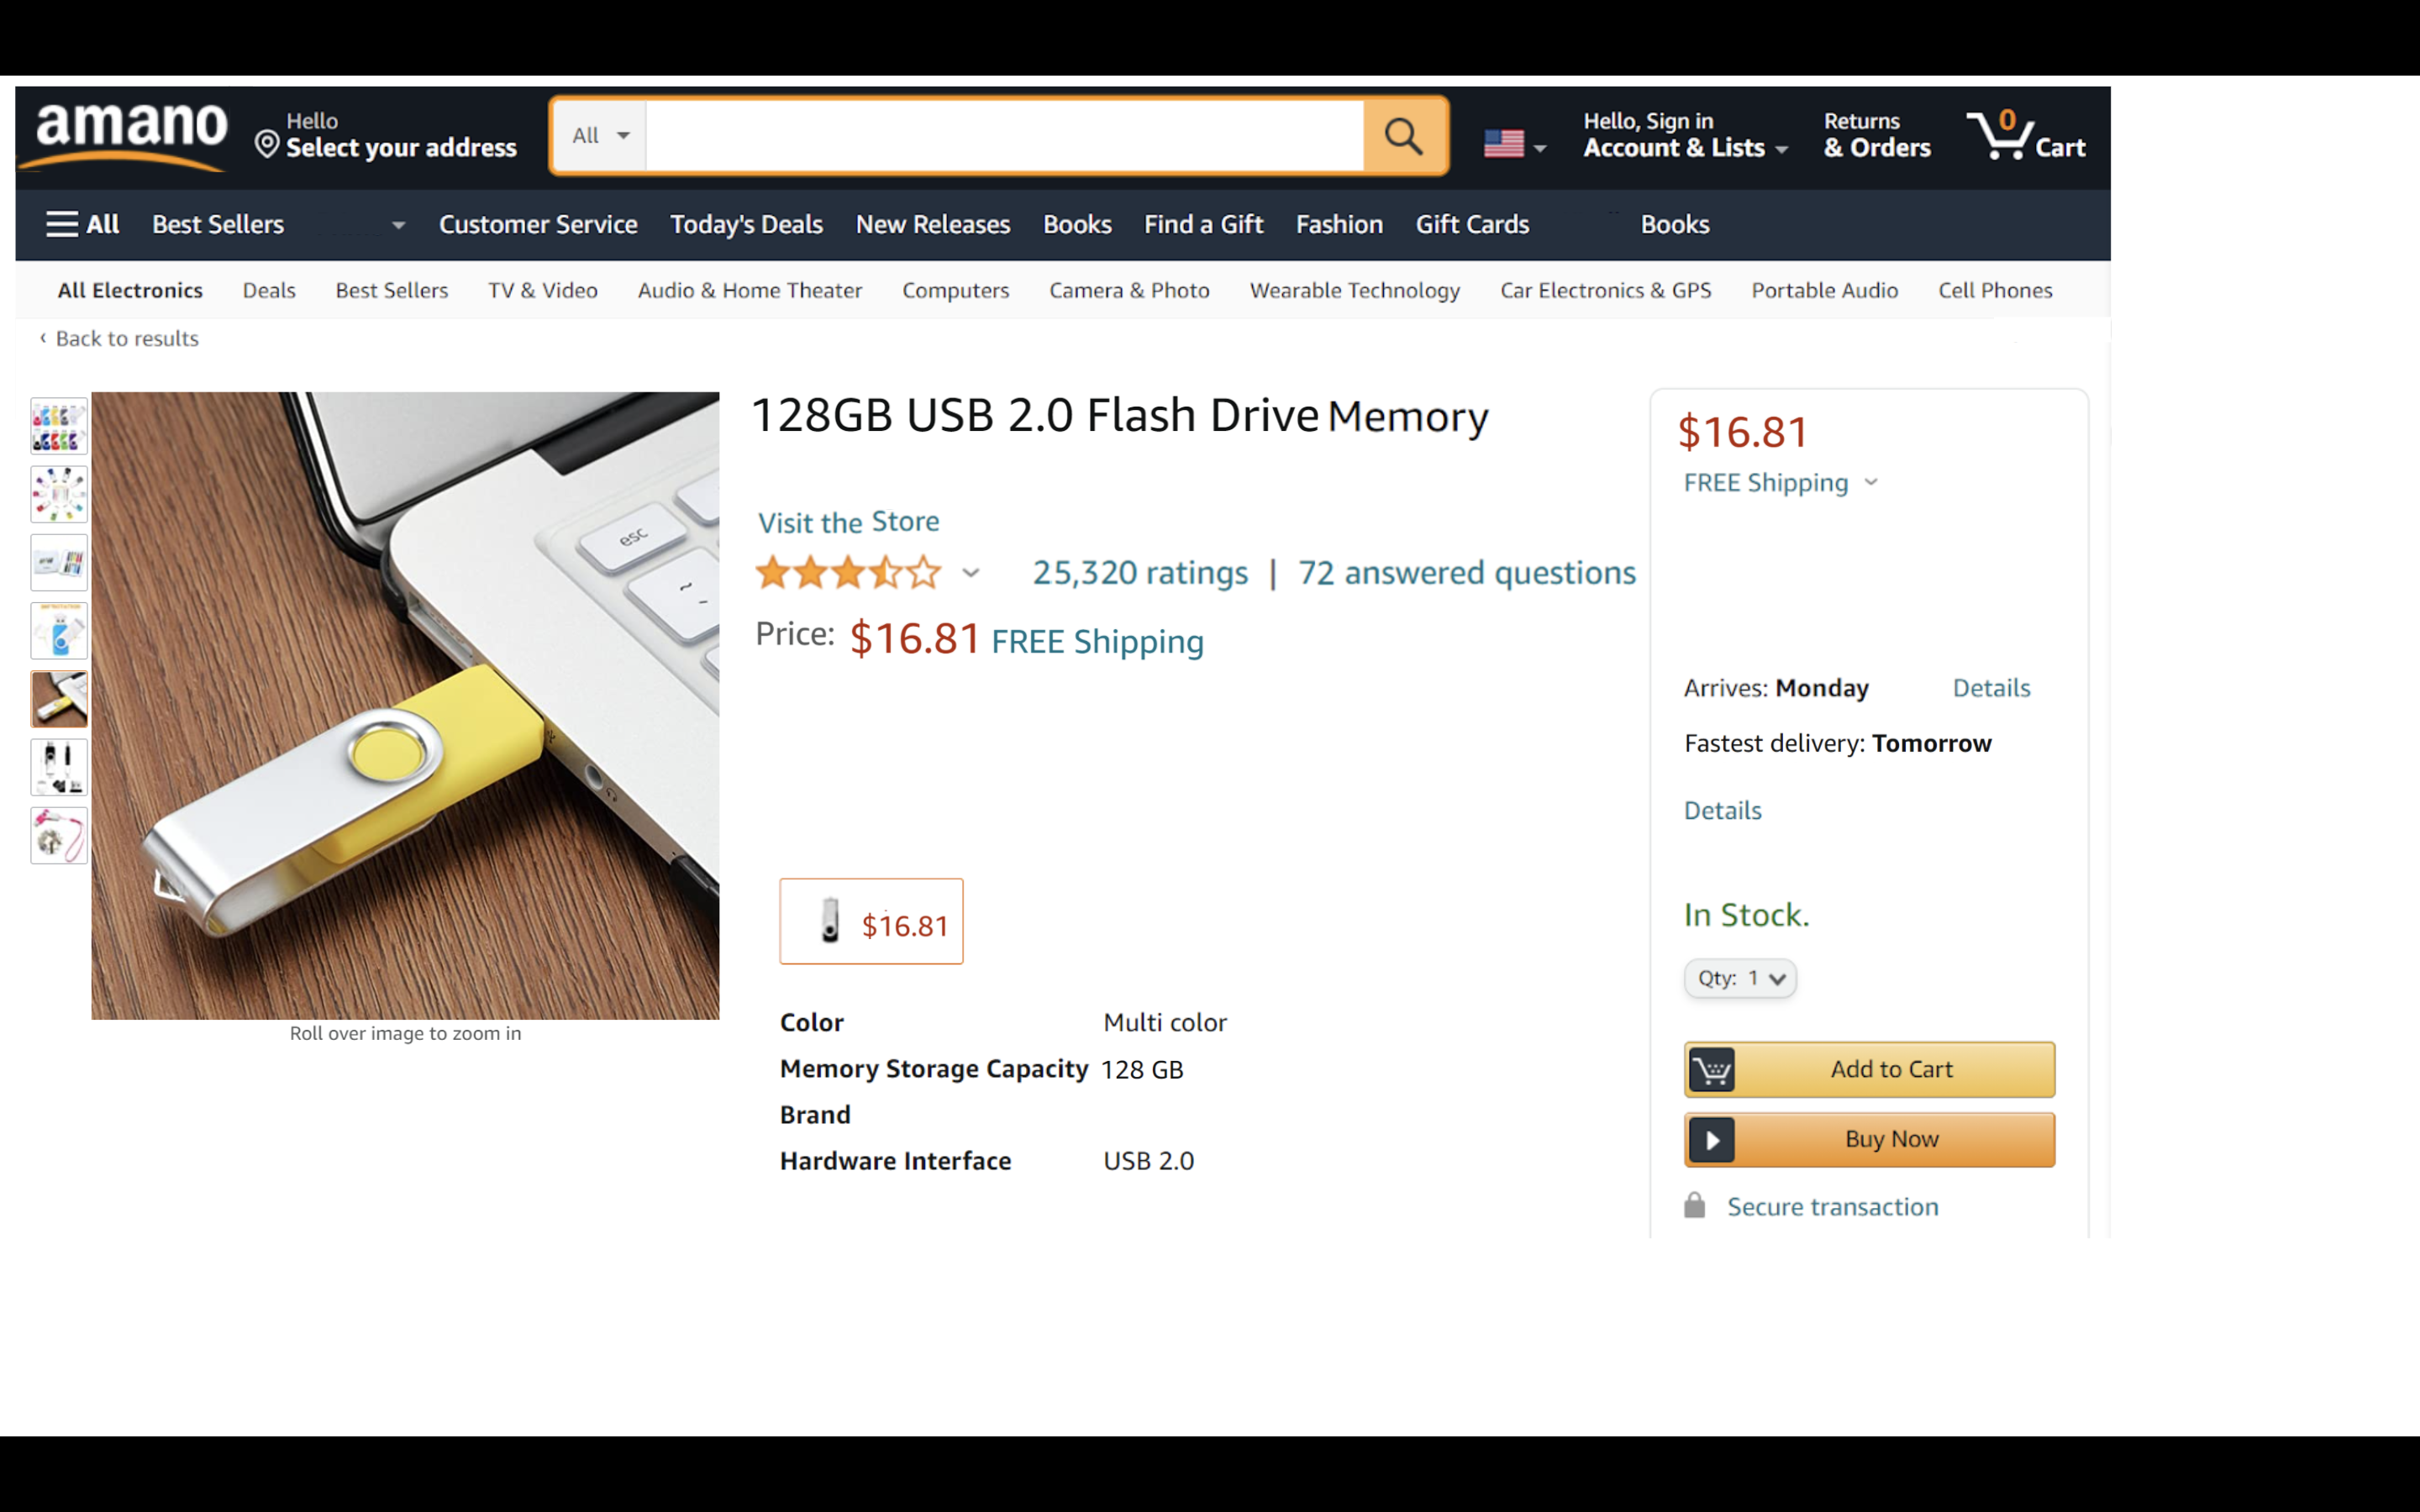 amano
Hello
Select your address
All
Hello, Sign in
Account & Lists
Returns
& Orders
0
Cart
All Best Sellers Customer Service Today's Deals New Releases Books Find a Gift Fashion Gift Cards Books
All Electronics Deals Best Sellers TV & Video Audio & Home Theater Computers Camera & Photo Wearable Technology Car Electronics & GPS Portable Audio Cell Phones
‹ Back to results
esc
Roll over image to zoom in
128GB USB 2.0 Flash Drive Memory
Visit the Store
25,320 ratings | 72 answered questions
Price: $16.81 FREE Shipping
$16.81
Color Multi color
Memory Storage Capacity 128 GB
Brand
Hardware Interface USB 2.0
$16.81
FREE Shipping
Arrives: Monday Details
Fastest delivery: Tomorrow
Details
In Stock.
Qty: 1
Add to Cart
Buy Now
Secure transaction